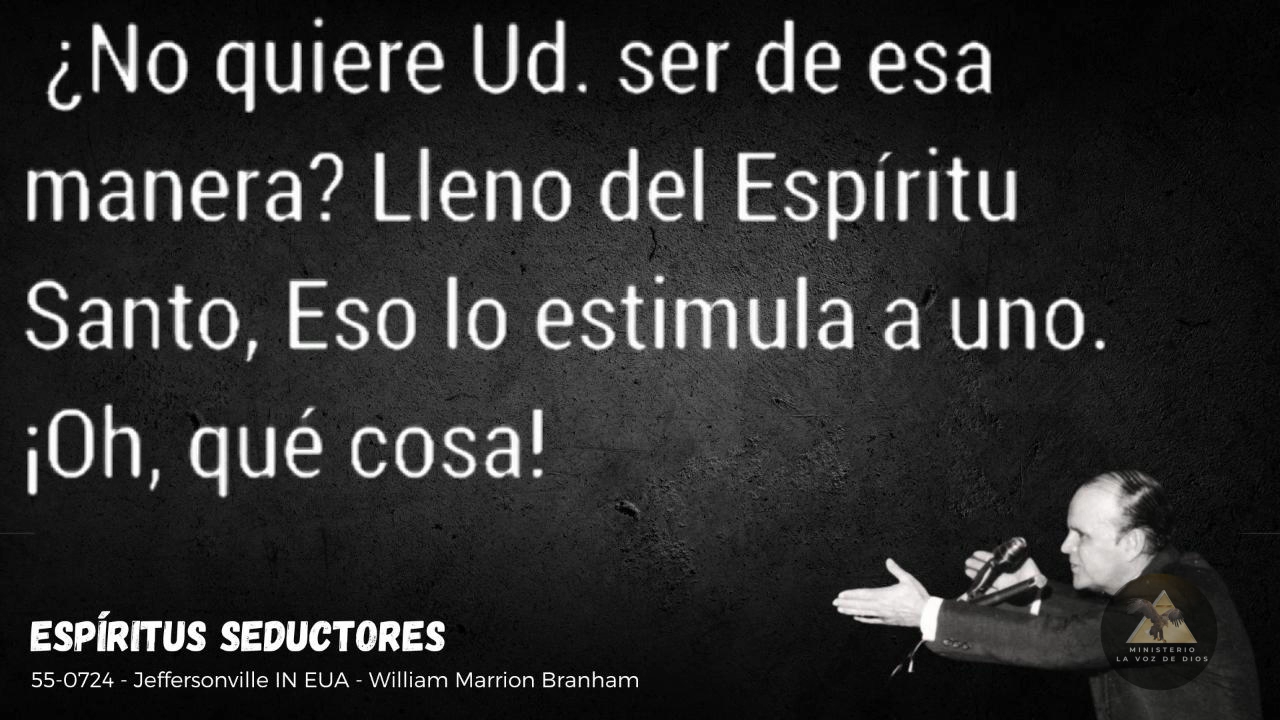 ¿No quiere Ud. ser de esa
manera? Lleno del Espíritu
Santo, Eso lo estimula a uno.
¡Oh, qué cosa!
ESPÍRITUS SEDUCTORES
55-0724 - Jeffersonville IN EUA - William Marrion Branham
MINISTERIO
LA VOZ DE DIOS